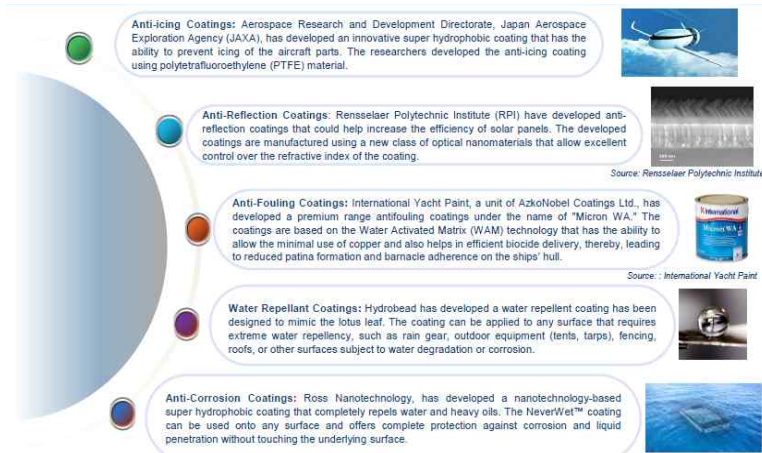 Anti-icing Coatings: Aerospace Research and Development Directorate, Japan Aerospace
Exploration Agency (JAXA), has developed an innovative super hydrophobic coating that has the
ability to prevent icing of the aircraft parts. The researchers developed the anti-icing coating
using polytetrafluoroethylene (PTFE) material.
Anti-Reflection Coatings: Rensselaer Polytechnic Institute (RPI) have developed anti-
reflection coatings that could help increase the efficiency of solar panels. The developed
coatings are manufactured using a new class of optical nanomaterials that allow excellent
control over the refractive index of the coating.
Source: Rensselaer Polytechnic Institute
Anti-Fouling Coatings: International Yacht Paint, a unit of AzkoNobel Coatings Ltd., has
developed a premium range antifouling coatings under the name of "Micron WA." The
coatings are based on the Water Activated Matrix (WAM) technology that has the ability to
allow the minimal use of copper and also helps in efficient biocide delivery, thereby, leading
to reduced patina formation and barnacle adherence on the ships' hull.
International
Micron WA
Source: : International Yacht Paint
Water Repellant Coatings: Hydrobead has developed a water repellent coating has been
designed to mimic the lotus leaf. The coating can be applied to any surface that requires
extreme water repellency, such as rain gear, outdoor equipment (tents, tarps), fencing,
roofs, or other surfaces subject to water degradation or corrosion.
Anti-Corrosion Coatings: Ross Nanotechnology, has developed a nanotechnology-based
super hydrophobic coating that completely repels water and heavy oils. The NeverWet™ coating
can be used onto any surface and offers complete protection against corrosion and liquid
penetration without touching the underlying surface.